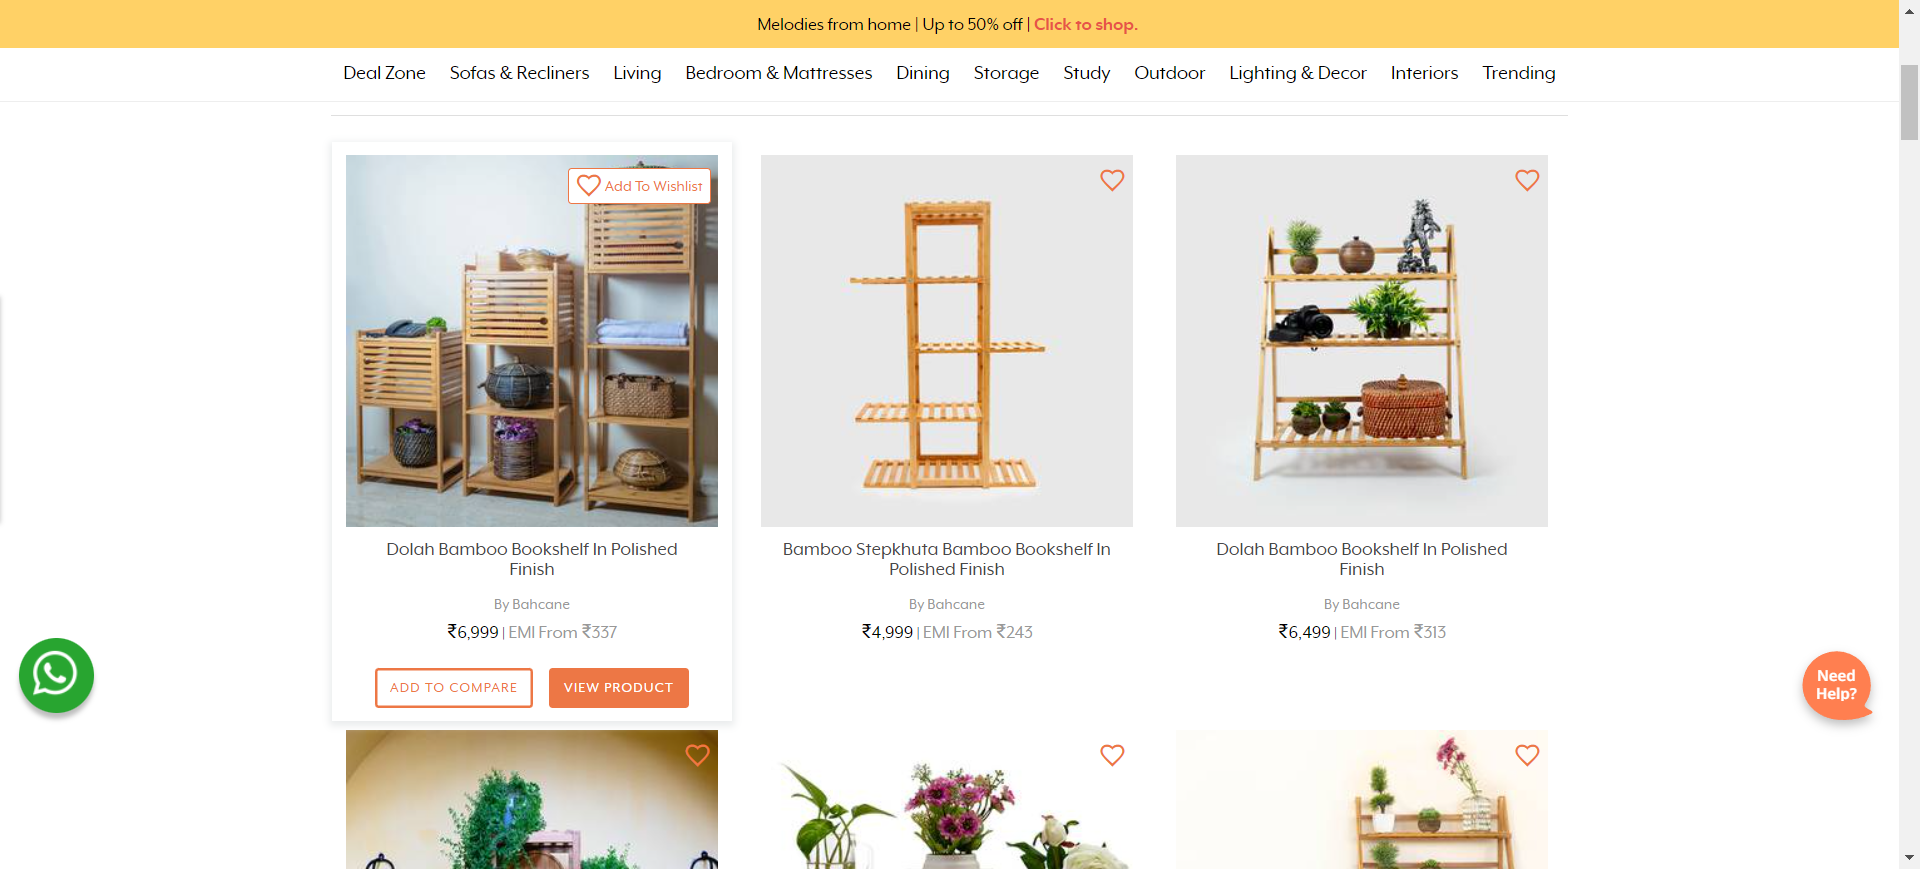 Melodies from home | Up to 50% off | Click to shop.
Deal Zone Sofas & Recliners Living Bedroom & Mattresses Dining Storage Study Outdoor Lighting & Decor Interiors Trending
Add To Wishlist
Dolah Bamboo Bookshelf In Polished
Finish
By Bahcane
₹6,999 | EMI From ₹337
ADD TO COMPARE
VIEW PRODUCT
Bamboo Stepkhuta Bamboo Bookshelf In
Polished Finish
By Bahcane
₹4,999 | EMI From ₹243
Dolah Bamboo Bookshelf In Polished
Finish
By Bahcane
₹6,499 | EMI From ₹313
Need
Help?